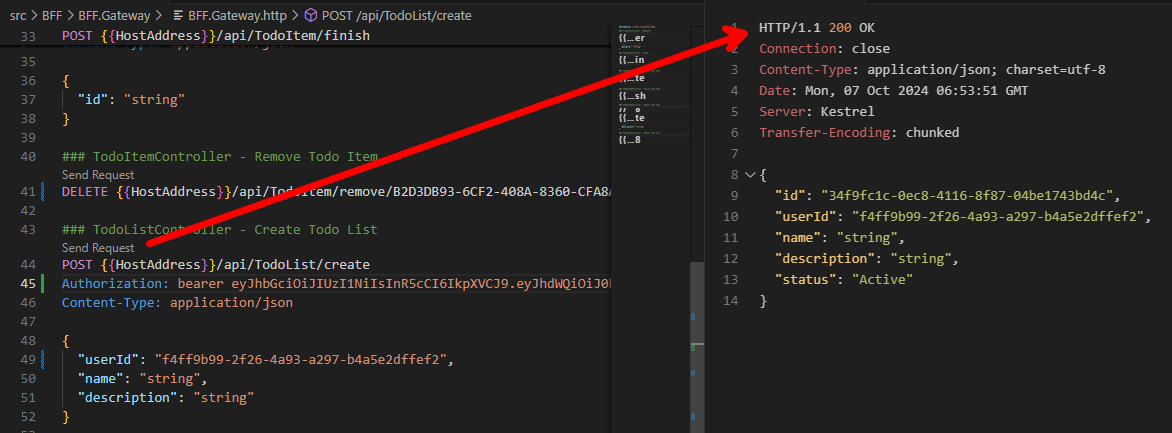 src > BFF > BFF.Gateway > BFF.Gateway.http > POST /api/TodoList/create
33 POST {{HostAddress}}/api/TodoItem/finish
35
36 {
37 "id": "string"
38 }
39
40 ### TodoItemController - Remove Todo Item
Send Request
41 DELETE {{HostAddress}}/api/TodoItem/remove/B2D3DB93-6CF2-408A-8360-CFA8A
42
43 ### TodoListController - Create Todo List
Send Request
44 POST {{HostAddress}}/api/TodoList/create
45 Authorization: bearer eyJhbGciOiJIUzI1NiIsInR5cCI6IkpXVCJ9.eyJhdWQiOiJ0
46 Content-Type: application/json
47
48 {
49 "userId": "f4ff9b99-2f26-4a93-a297-b4a5e2dffef2",
50 "name": "string",
51 "description": "string"
52 }
{{...er
{{...in
{{...te
{{...sh
{{...te
{{...8
1 HTTP/1.1 200 OK
2 Connection: close
3 Content-Type: application/json; charset=utf-8
4 Date: Mon, 07 Oct 2024 06:53:51 GMT
5 Server: Kestrel
6 Transfer-Encoding: chunked
7
8 {
9 "id": "34f9fc1c-0ec8-4116-8f87-04be1743bd4c",
10 "userId": "f4ff9b99-2f26-4a93-a297-b4a5e2dffef2",
11 "name": "string",
12 "description": "string",
13 "status": "Active"
14 }